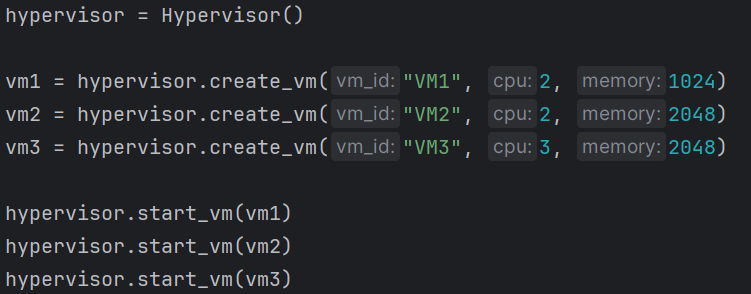 hypervisor = Hypervisor()
vm1 = hypervisor.create_vm( vm_id: "VM1", cpu: 2, memory: 1024)
vm2 = hypervisor.create_vm( vm_id: "VM2", cpu: 2, memory: 2048)
vm3 = hypervisor.create_vm( vm_id: "VM3", cpu: 3, memory: 2048)
hypervisor.start_vm(vm1)
hypervisor.start_vm(vm2)
hypervisor.start_vm(vm3)